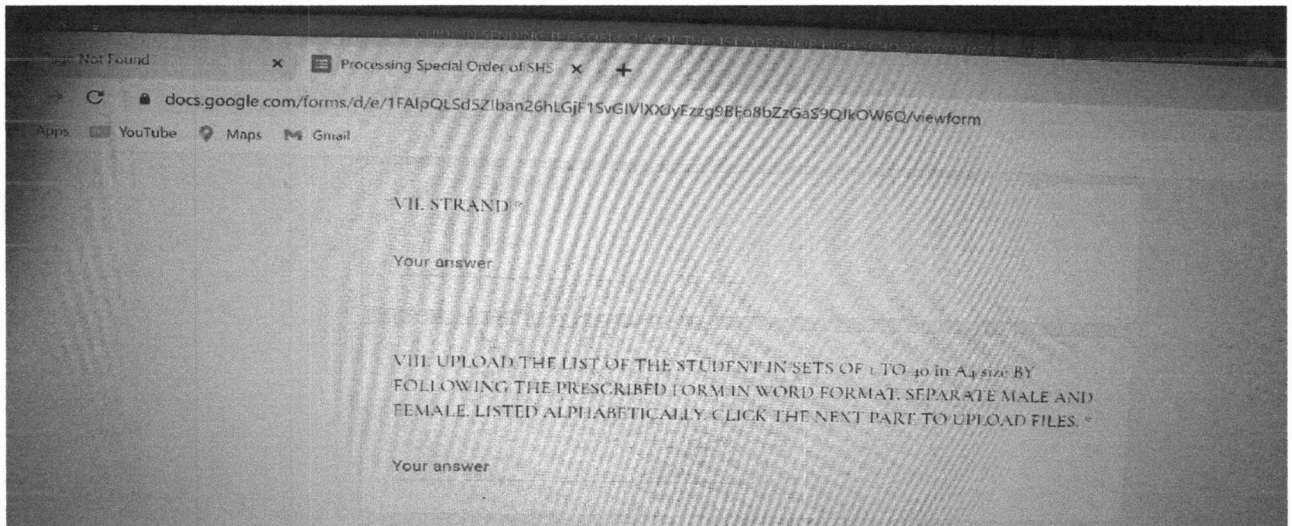 Not Found
Processing Special Order of SHS
docs.google.com/forms/d/e/
/viewform
Apps YouTube Maps Gmail
VII. STRAND *
Your answer
VIII. UPLOAD THE LIST OF THE STUDENT IN SETS OF 1 TO 40 in A4 size BY
FOLLOWING THE PRESCRIBED FORM IN WORD FORMAT. SEPARATE MALE AND
FEMALE. LISTED ALPHABETICALLY. CLICK THE NEXT PART TO UPLOAD FILES. *
Your answer